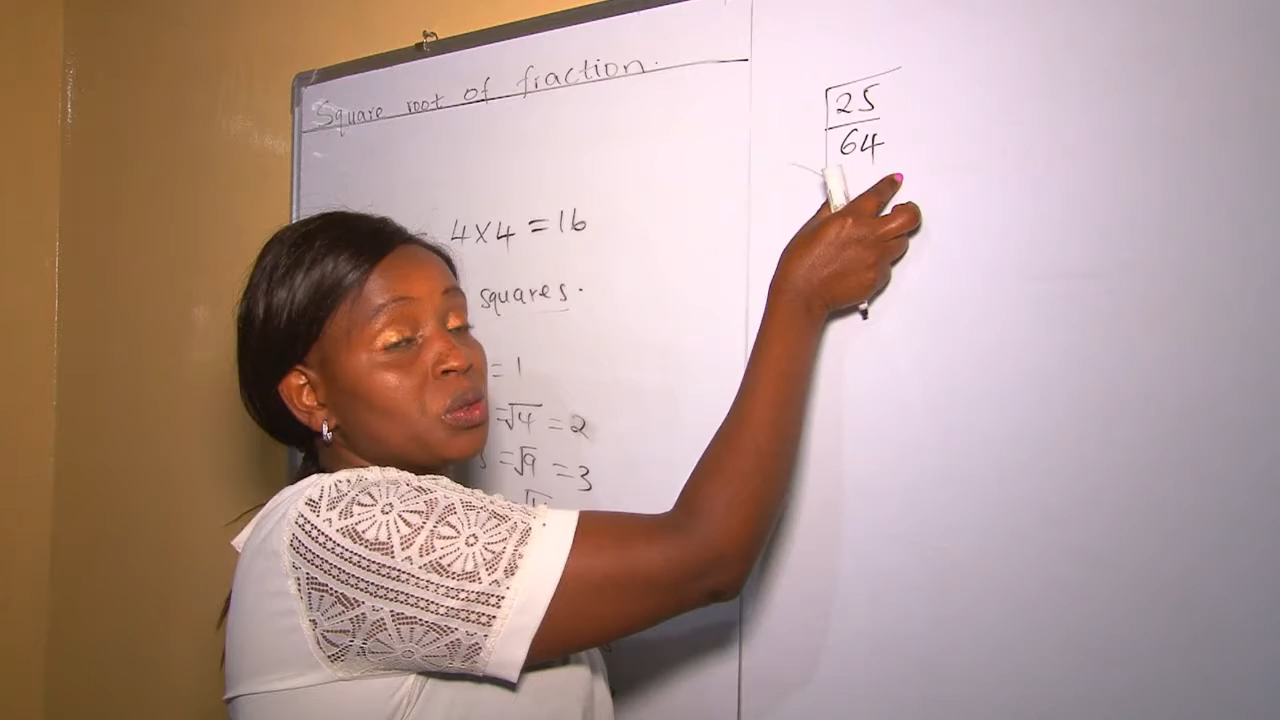 Square root of fraction.
4×4 = 16
squares.
= 1
=√4 = 2
=√9 = 3
√25
64